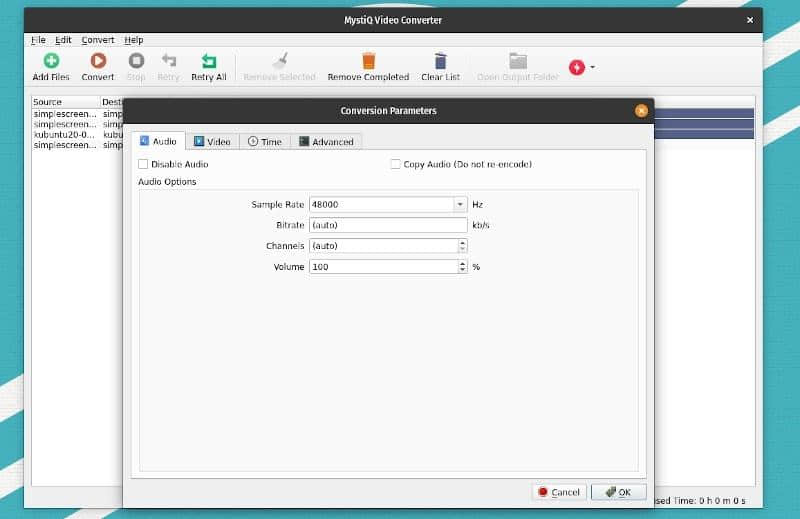 MystiQ Video Converter
File Edit Convert Help
Add Files Convert Stop Retry Retry All Remove Selected Remove Completed Clear List Open Output Folder
Source Desti
Conversion Parameters
simplescreen... simp
simplescreen... simp
kubuntu20-0... kubu
simplescreen... simp
Audio Video Time Advanced
Disable Audio Copy Audio (Do not re-encode)
Audio Options
Sample Rate 48000 Hz
Bitrate (auto) kb/s
Channels (auto)
Volume 100 %
Cancel OK
sed Time: 0 h 0 m 0 s